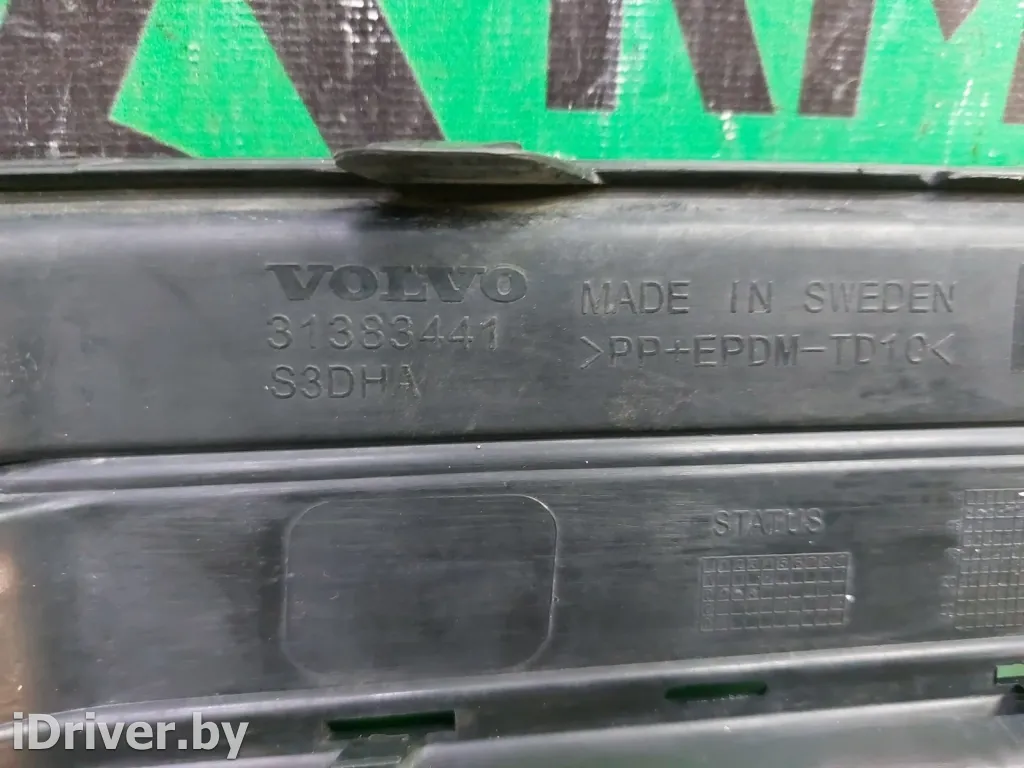 VOLVO
31383441
S3DHA
MADE IN SWEDEN
>PP+EPDM-TD10<
STATUS
iDriver.by